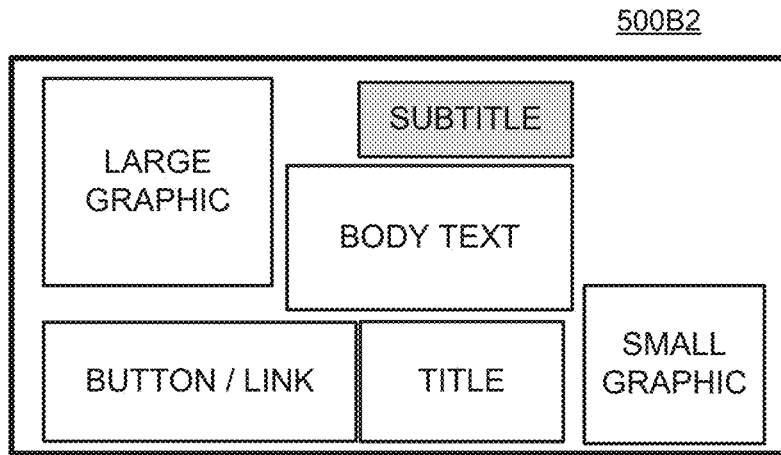 500B2
LARGE
GRAPHIC
SUBTITLE
BODY TEXT
BUTTON / LINK
TITLE
SMALL
GRAPHIC